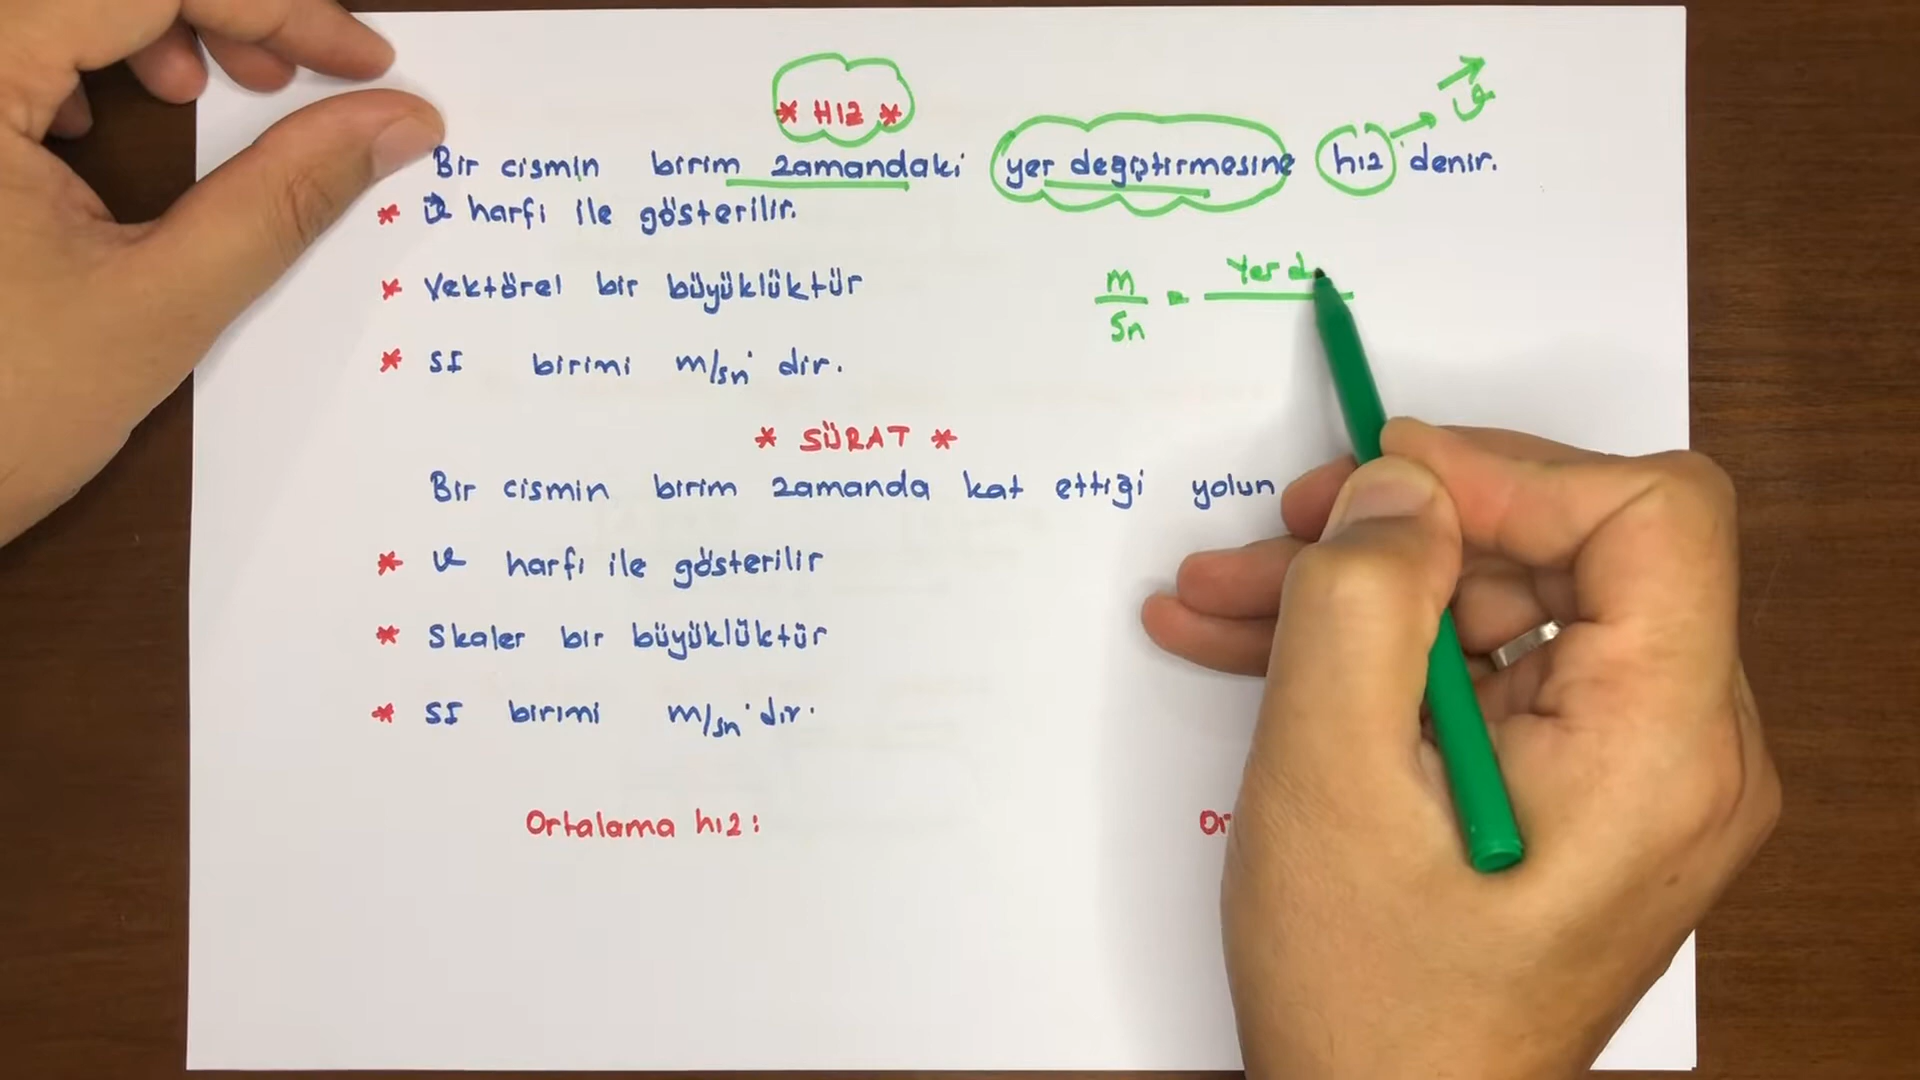 * HIZ *
Bir cismin birim zamandaki yer değiştirmesine hız denir. → v⃗
* v⃗ harfi ile gösterilir.
* Vektörel bir büyüklüktür
m/sn = Yer d
* SI birimi m/sn' dir.
* SÜRAT *
Bir cismin birim zamanda kat ettiği yolun
* v harfi ile gösterilir
* Skaler bir büyüklüktür
* SI birimi m/sn' dir.
Ortalama hız: